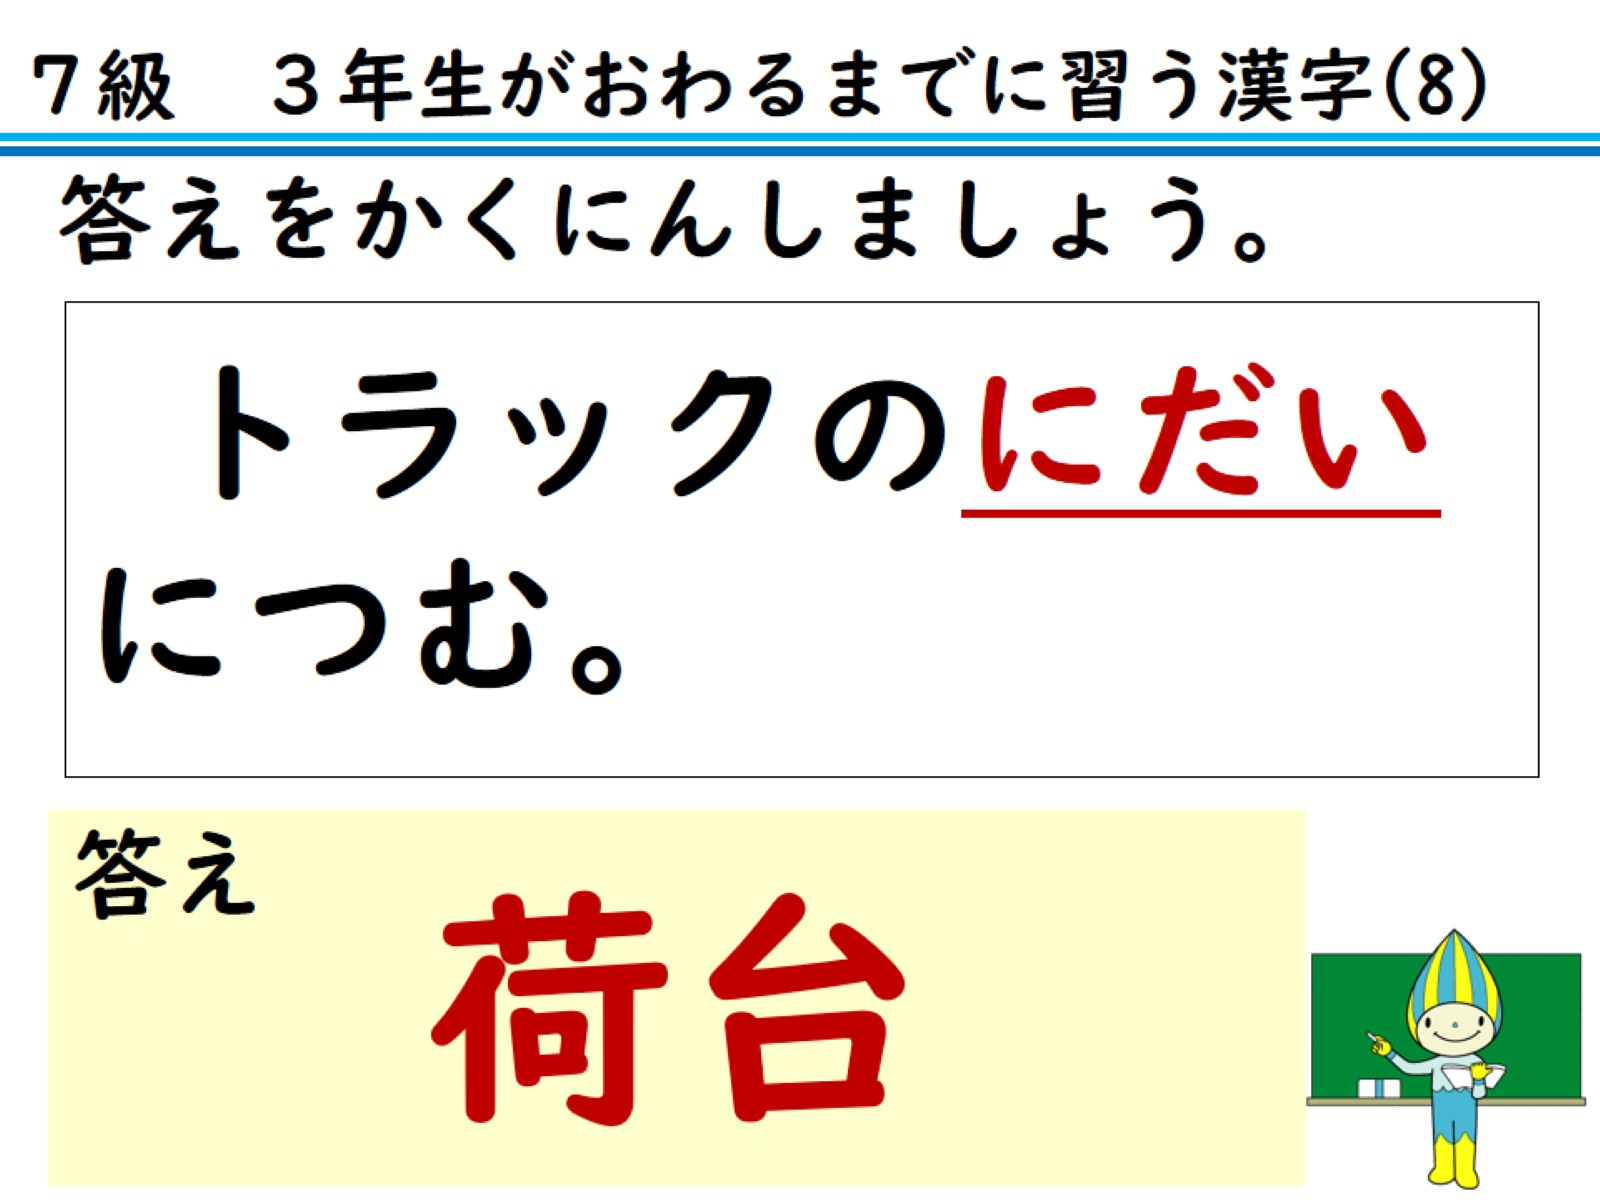 ７級　３年生がおわるまでに習う漢字(8)
答えをかくにんしましょう。
トラックのにだい
につむ。
答え
荷台